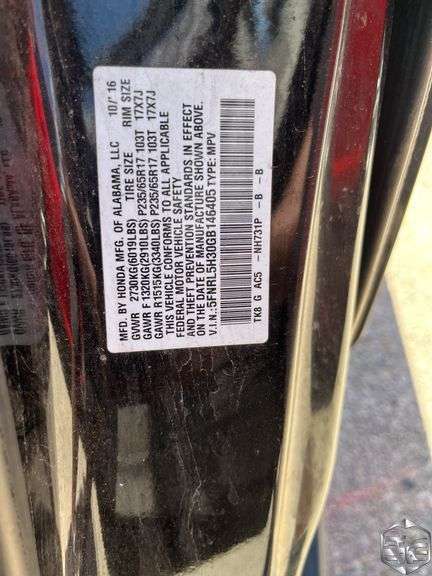 MFD. BY HONDA MFG. OF ALABAMA, LLC 10/'16
GVWR 2730KG(6019LBS) TIRE SIZE RIM SIZE
GAWR F 1320KG(2910LBS) P235/65R17 103T 17X7J
GAWR R1515KG(3340LBS) P235/65R17 103T 17X7J
THIS VEHICLE CONFORMS TO ALL APPLICABLE
FEDERAL MOTOR VEHICLE SAFETY
AND THEFT PREVENTION STANDARDS IN EFFECT
ON THE DATE OF MANUFACTURE SHOWN ABOVE.
V.I.N.:5FNRL5H30GB146405 TYPE: MPV
TK8 G AC5 -NH731P -B -B